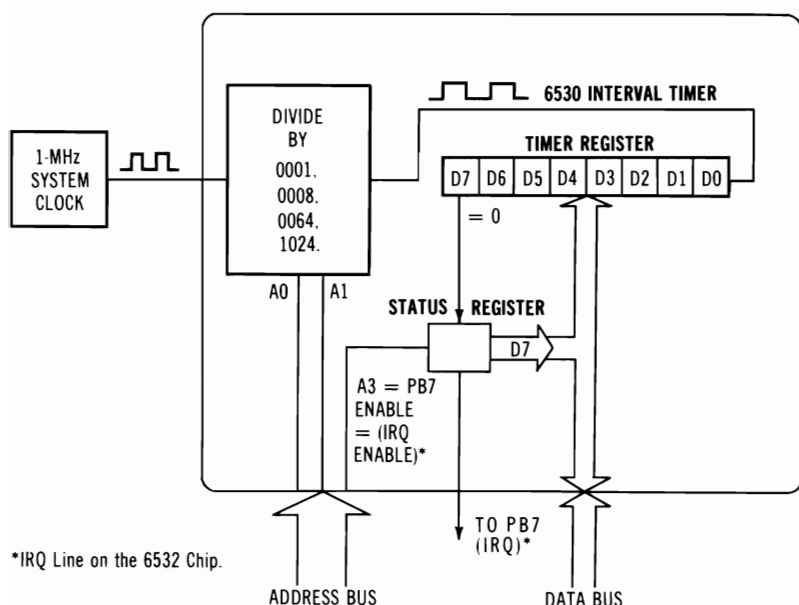 6530 INTERVAL TIMER
1-MHz
SYSTEM
CLOCK
DIVIDE
BY
0001.
0008.
0064.
1024.
A0 A1
TIMER REGISTER
D7 D6 D5 D4 D3 D2 D1 D0
= 0
STATUS REGISTER
D7
A3 = PB7
ENABLE
= (IRQ
ENABLE)*
TO PB7
(IRQ)*
*IRQ Line on the 6532 Chip.
ADDRESS BUS
DATA BUS